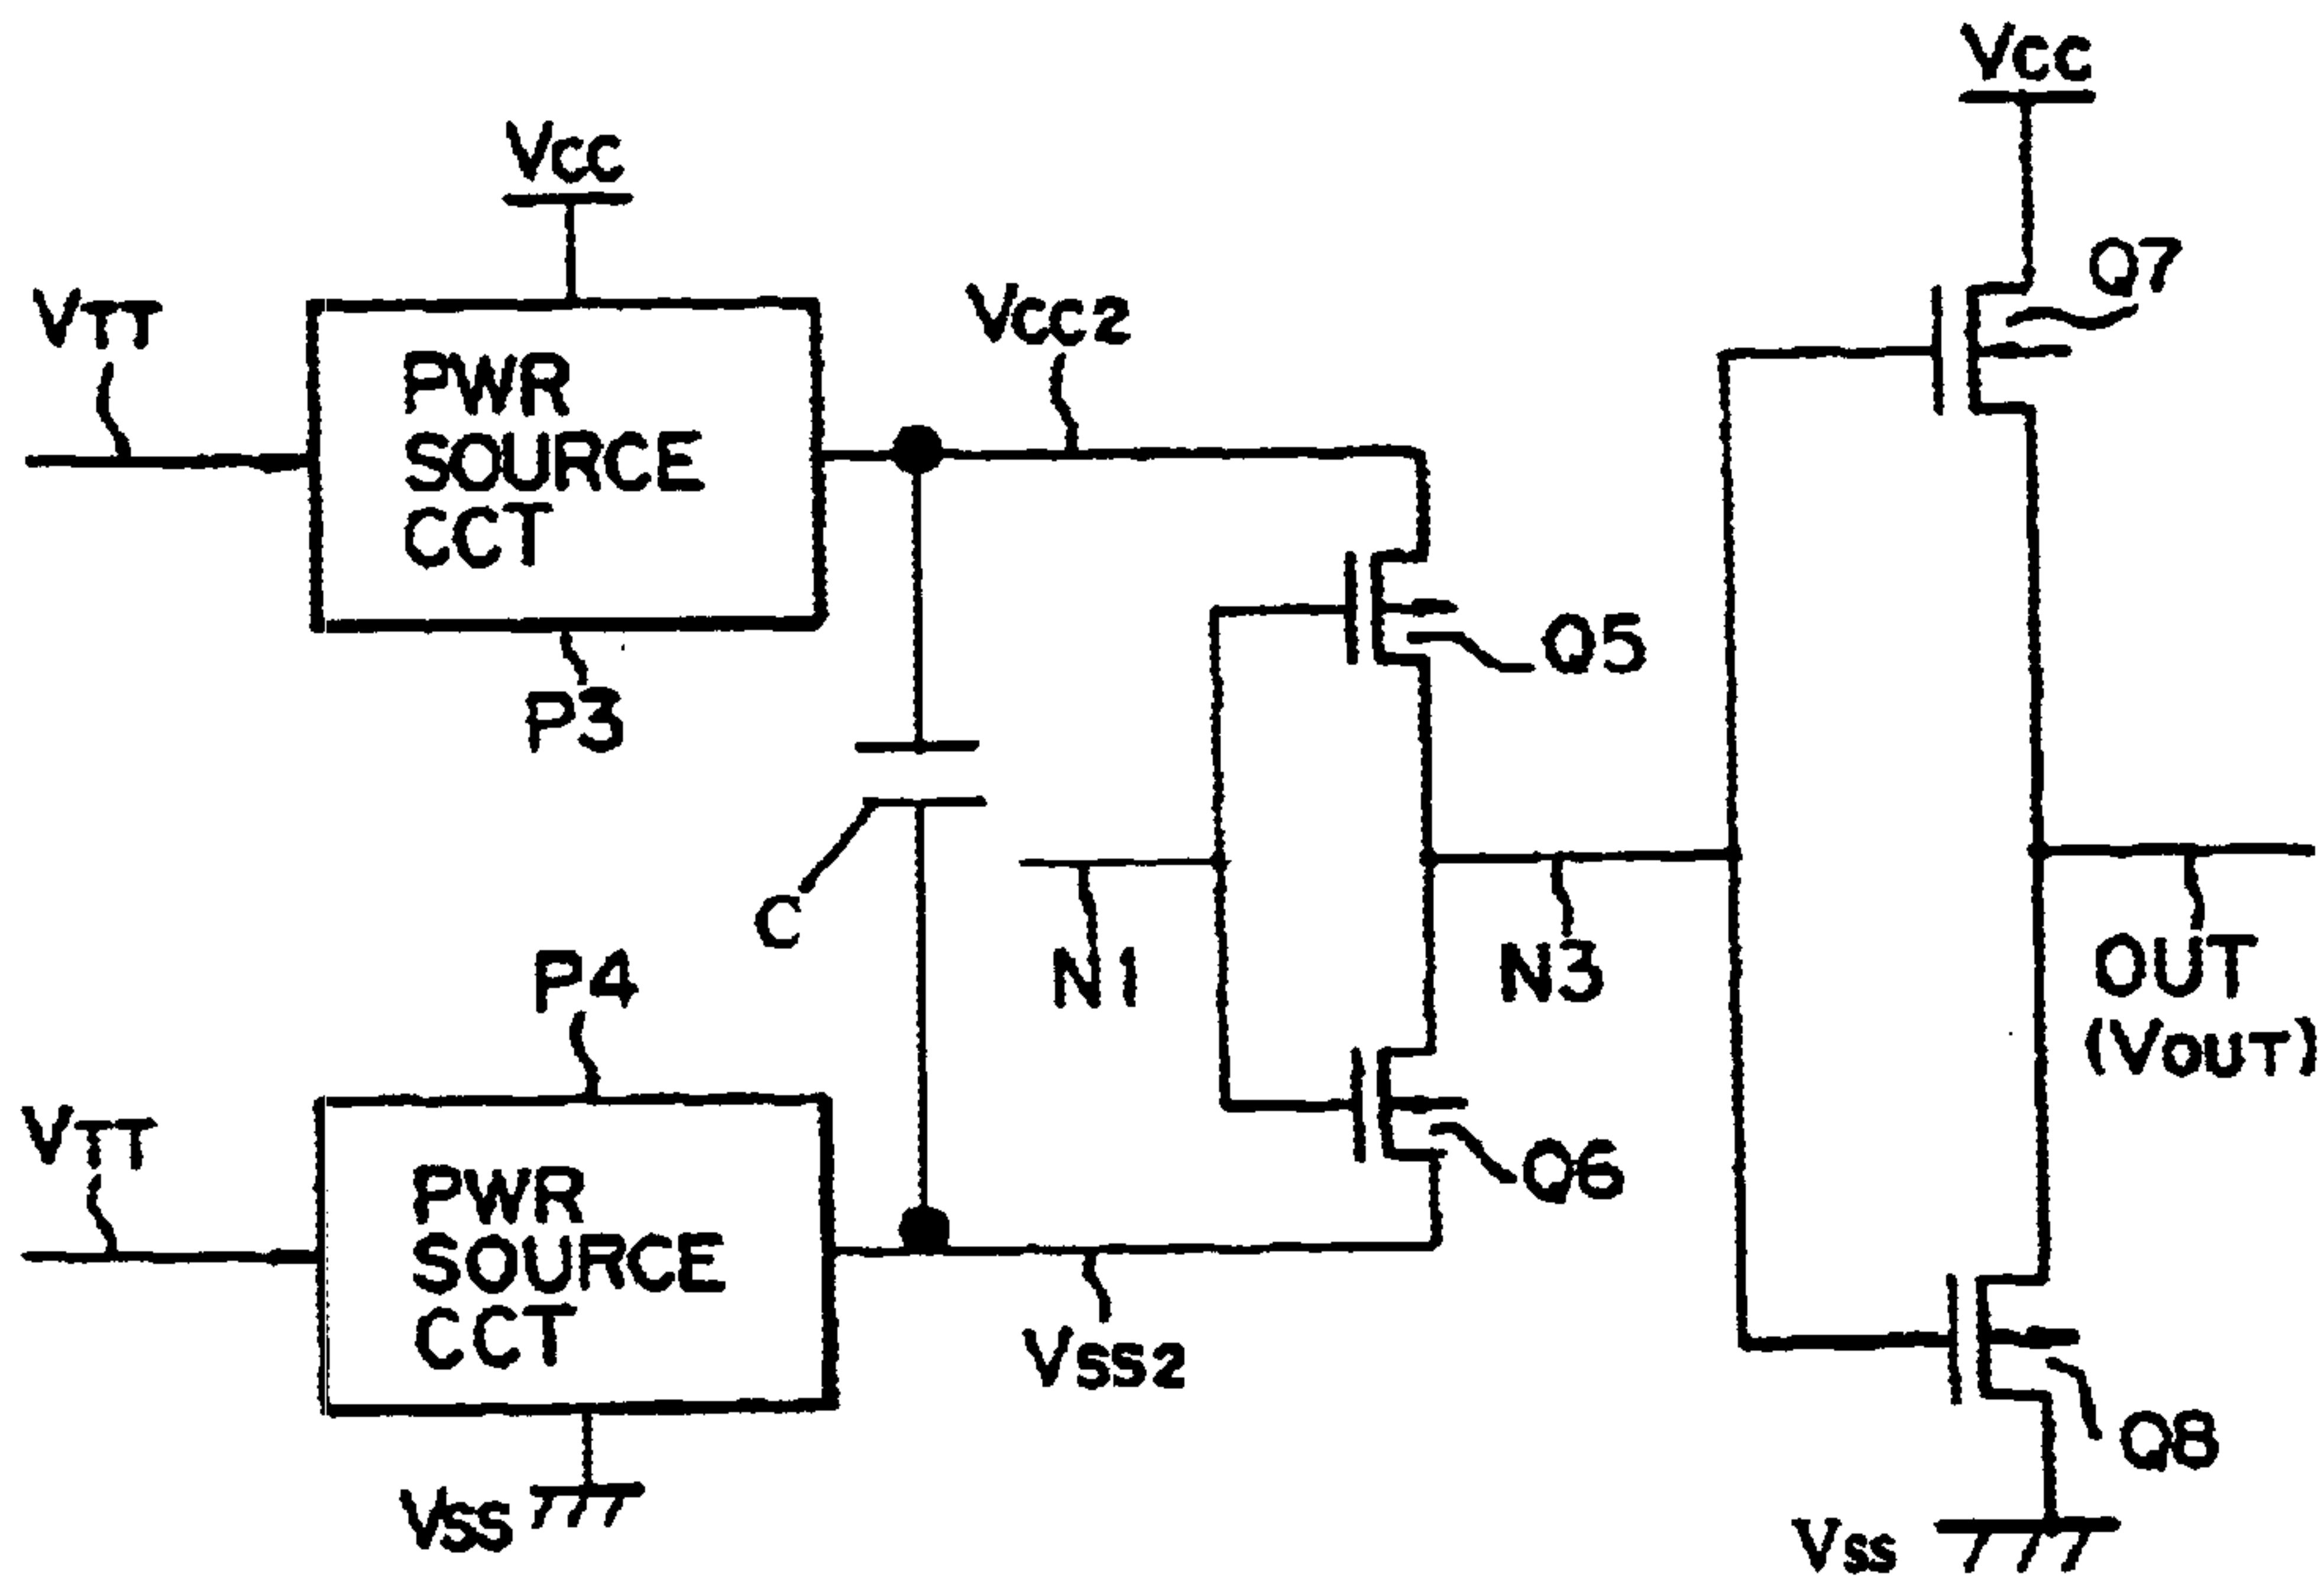 Vcc
Vcc
Q7
VTT
Vcc2
PWR
SOURCE
CCT
Q5
P3
C
P4
N1
N3
OUT
(VOUT)
VTT
PWR
SOURCE
CCT
Q6
Vss2
Q8
Vss
Vss